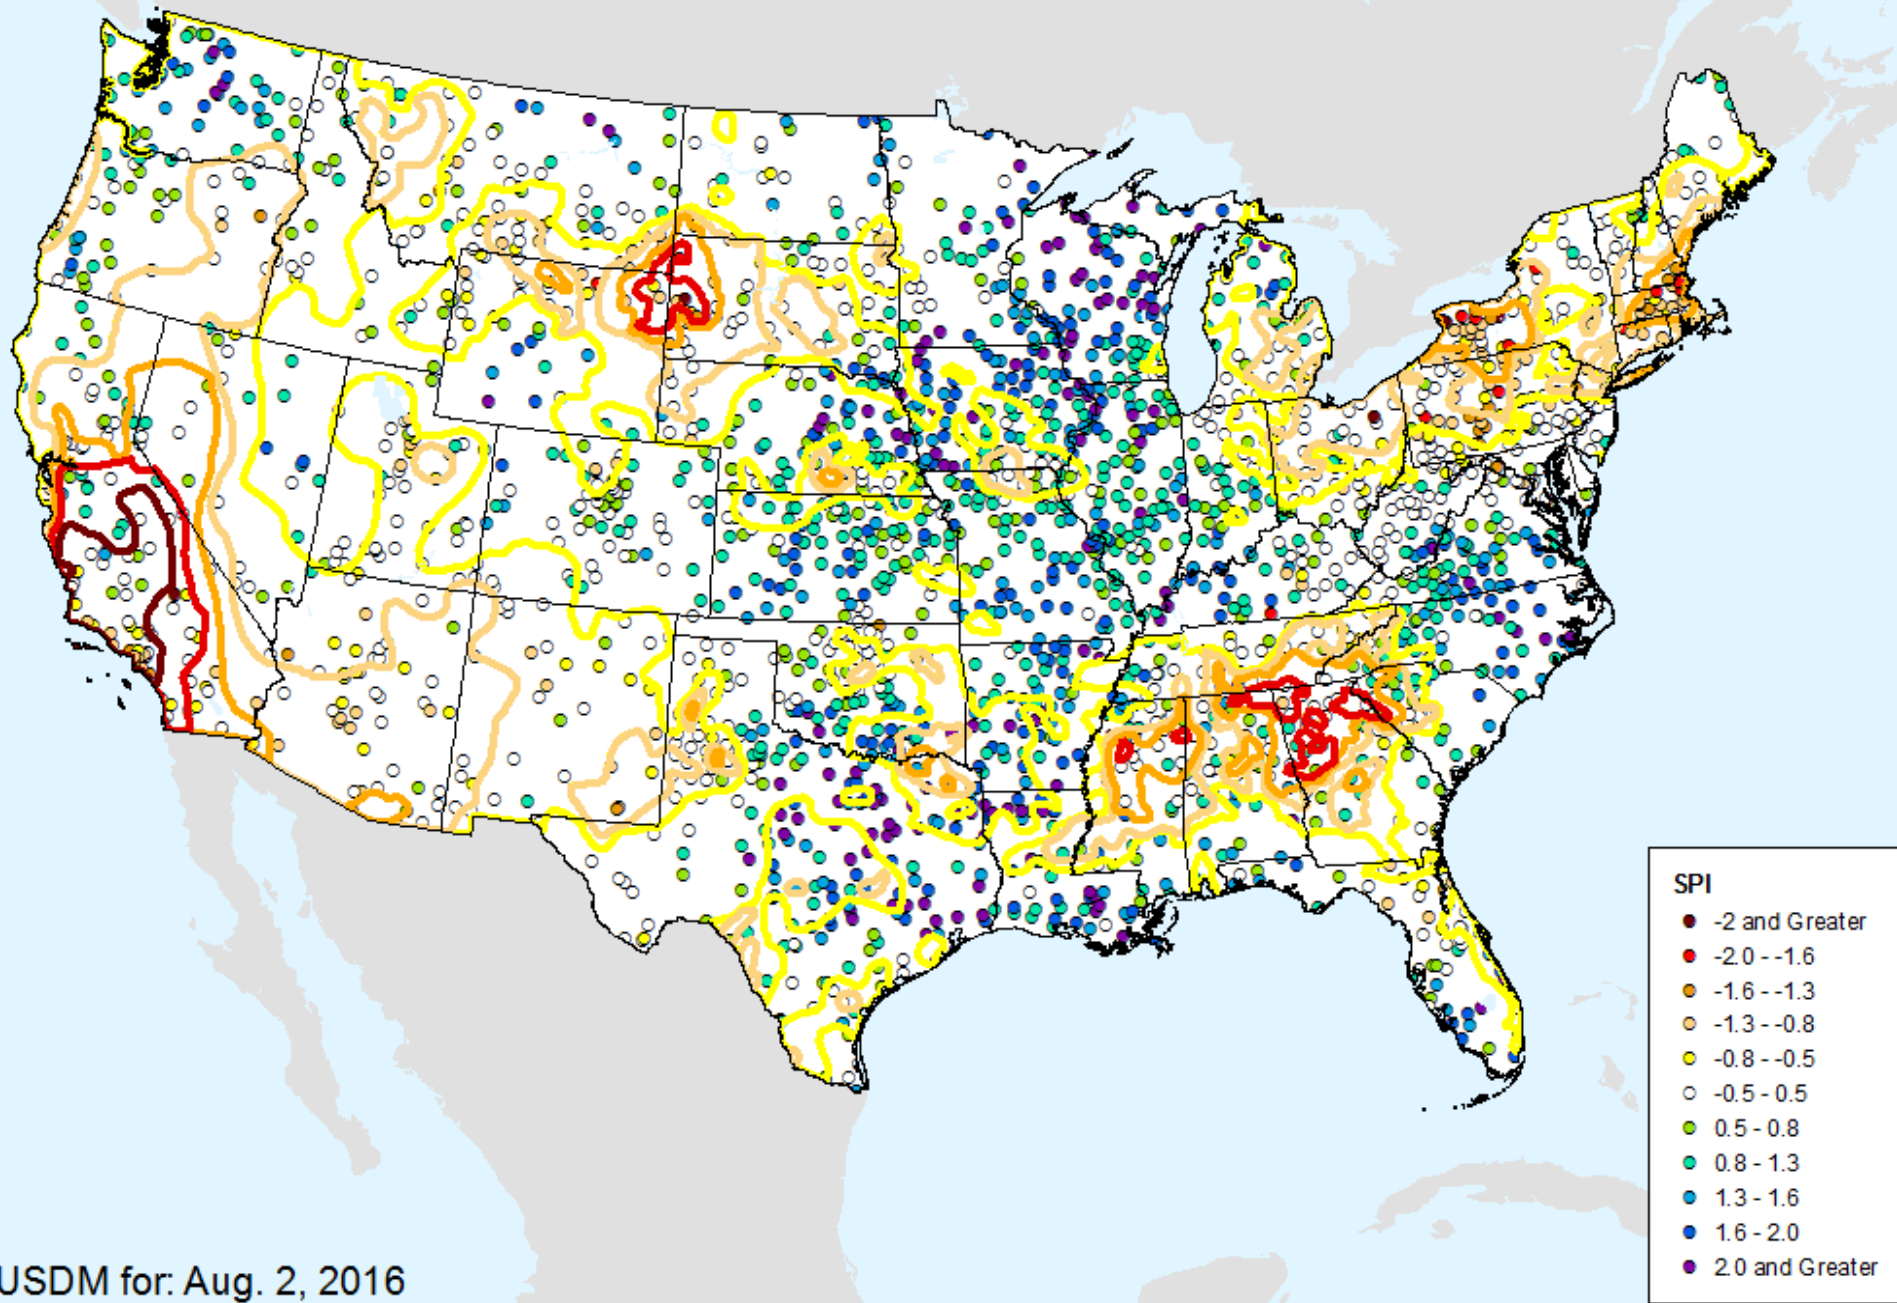 SPI
-2 and Greater
-2.0 - -1.6
-1.6 - -1.3
-1.3 - -0.8
-0.8 - -0.5
-0.5 - 0.5
0.5 - 0.8
0.8 - 1.3
1.3 - 1.6
1.6 - 2.0
2.0 and Greater
USDM for: Aug. 2, 2016